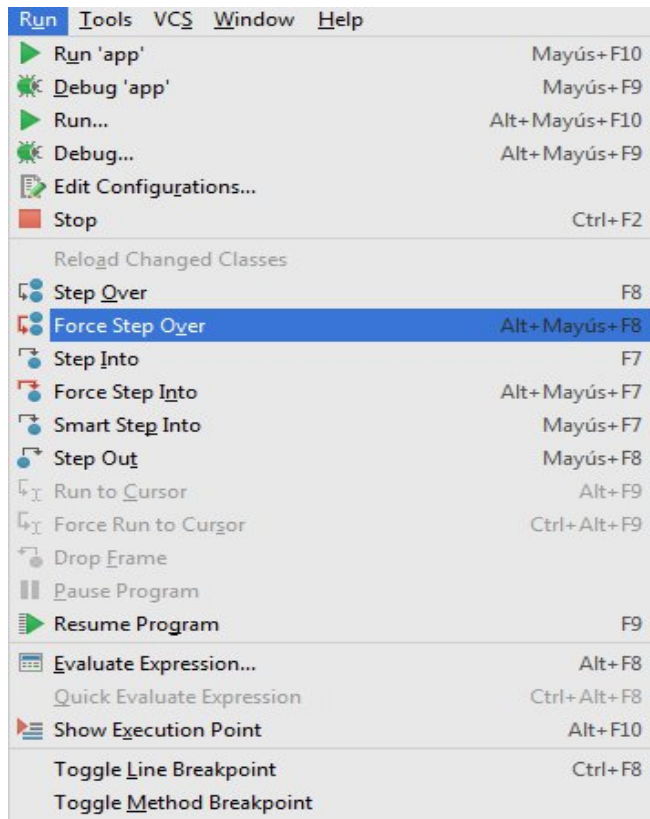 Run Tools VCS Window Help
Run 'app' Mayús+F10
Debug 'app' Mayús+F9
Run... Alt+Mayús+F10
Debug... Alt+Mayús+F9
Edit Configurations...
Stop Ctrl+F2
Reload Changed Classes
Step Over F8
Force Step Over Alt+Mayús+F8
Step Into F7
Force Step Into Alt+Mayús+F7
Smart Step Into Mayús+F7
Step Out Mayús+F8
Run to Cursor Alt+F9
Force Run to Cursor Ctrl+Alt+F9
Drop Frame
Pause Program
Resume Program F9
Evaluate Expression... Alt+F8
Quick Evaluate Expression Ctrl+Alt+F8
Show Execution Point Alt+F10
Toggle Line Breakpoint Ctrl+F8
Toggle Method Breakpoint